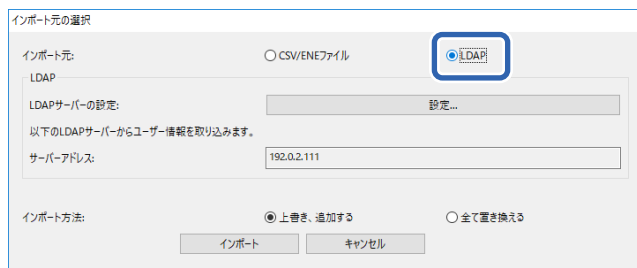 インポート元の選択
インポート元: CSV/ENEファイル LDAP
LDAP
LDAPサーバーの設定: 設定...
以下のLDAPサーバーからユーザー情報を取り込みます。
サーバーアドレス: 192.0.2.111
インポート方法: 上書き、追加する 全て置き換える
インポート キャンセル